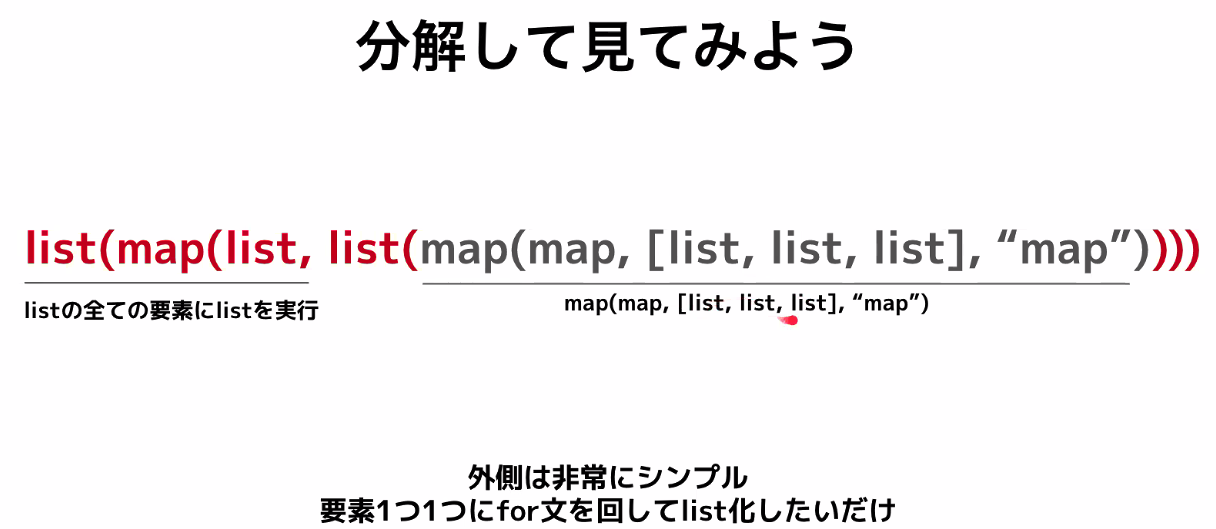 分解して見てみよう
list(map(list, list(map(map, [list, list, list], “map”))))
listの全ての要素にlistを実行
map(map, [list, list, list], “map”)
外側は非常にシンプル
要素1つ1つにfor文を回してlist化したいだけ